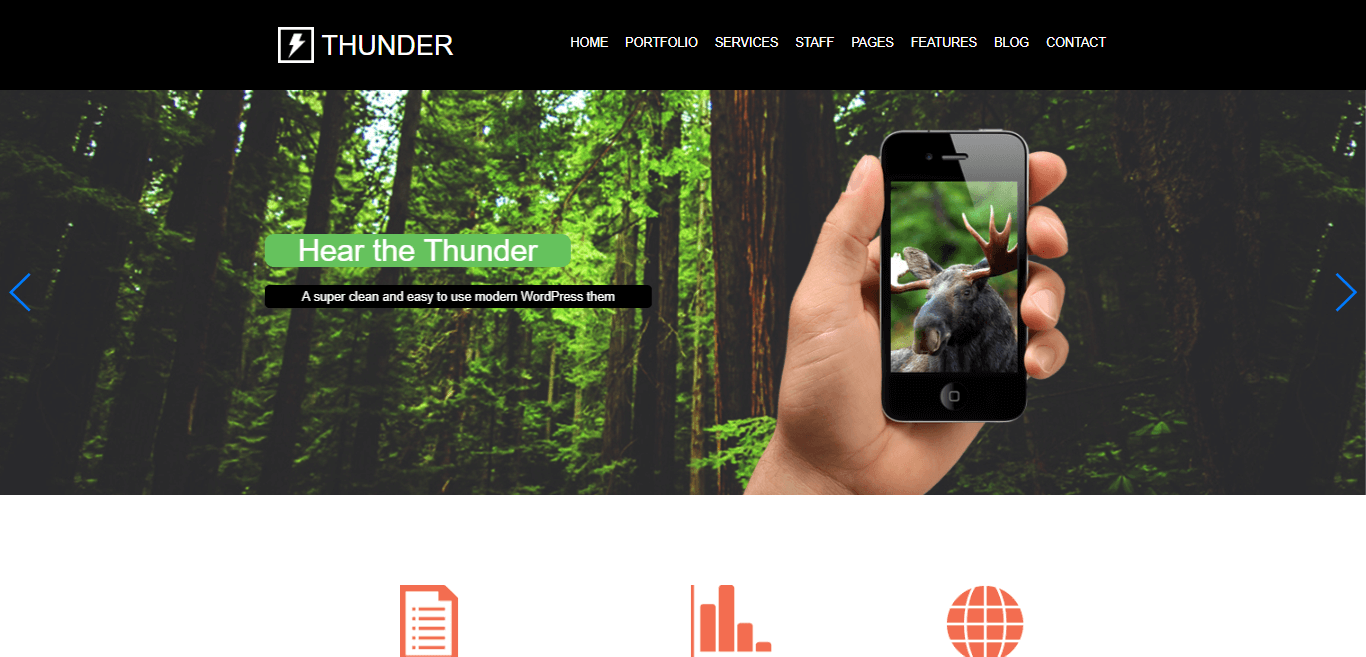 THUNDER
HOME PORTFOLIO SERVICES STAFF PAGES FEATURES BLOG CONTACT
Hear the Thunder
A super clean and easy to use modern WordPress them